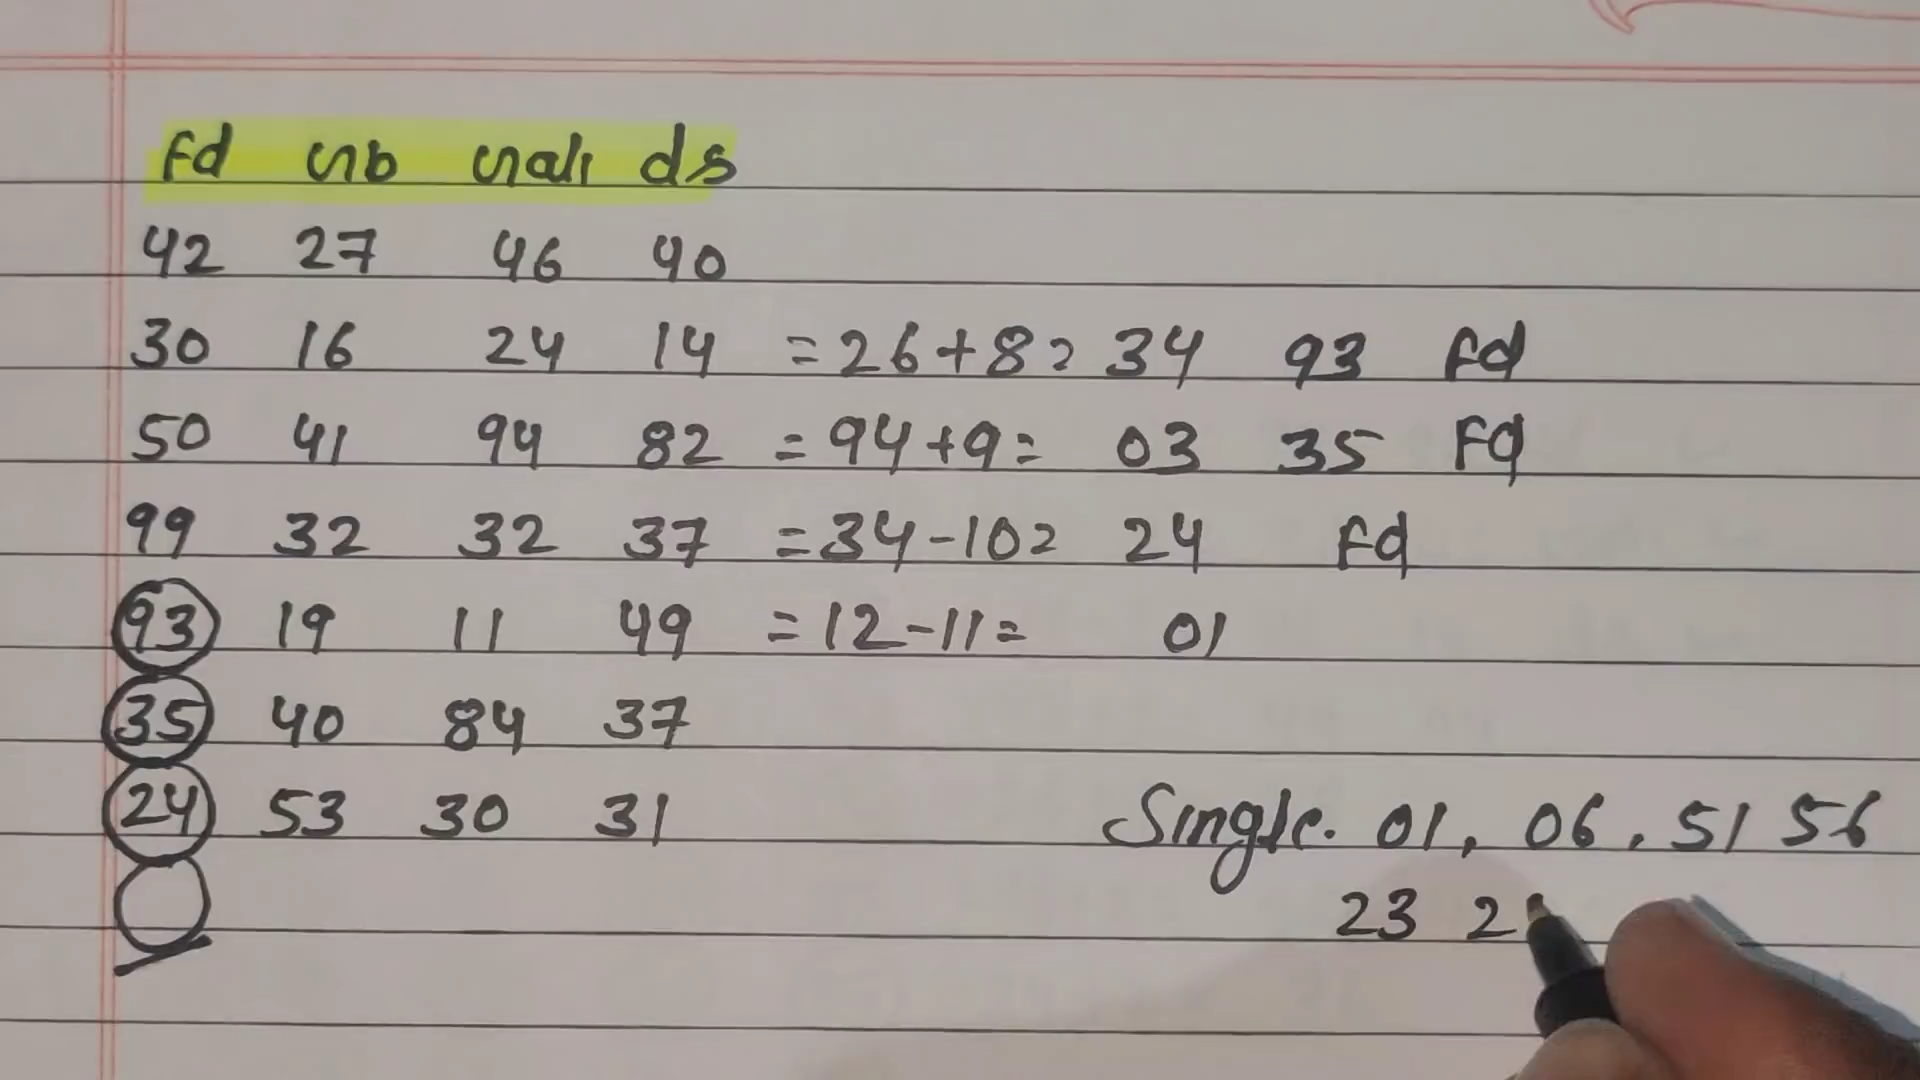 Fd Gb Gali ds
42 27 46 40
30 16 24 14 = 26+8= 34 93 Fd
50 41 94 82 = 94+9= 03 35 Fd
99 32 32 37 = 34-10= 24 Fd
93 19 11 49 = 12-11= 01
35 40 84 37
24 53 30 31 Single. 01, 06, 51 56
23 2